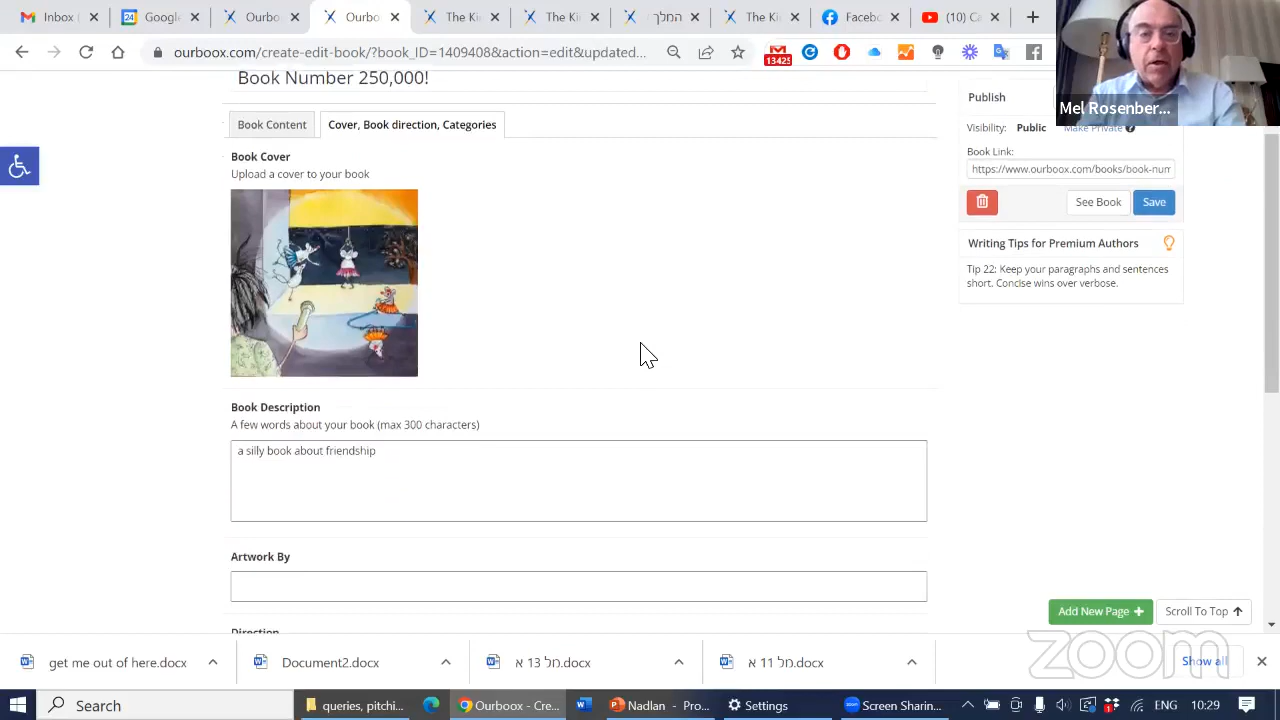 Inbox (
Google
Ourbo
Ourbo
The Kin
The Kin
The Ki
Facebo
(10) C
ourboox.com/create-edit-book/?book_ID=1409408&action=edit&updated...
13425
Book Number 250,000!
Book Content
Cover, Book direction, Categories
Book Cover
Upload a cover to your book
Book Description
A few words about your book (max 300 characters)
a silly book about friendship
Artwork By
Direction
Publish
Mel Rosenber...
Visibility: Public Make Private
Book Link:
https://www.ourboox.com/books/book-num
See Book
Save
Writing Tips for Premium Authors
Tip 22: Keep your paragraphs and sentences
short. Concise wins over verbose.
Add New Page
Scroll To Top
zoom
get me out of here.docx
Document2.docx
מל 13 א.docx
מל 11 א.docx
Show all
Search
queries, pitchi...
Ourboox – Cre...
Nadlan - Pro...
Settings
Screen Sharin...
ENG
10:29